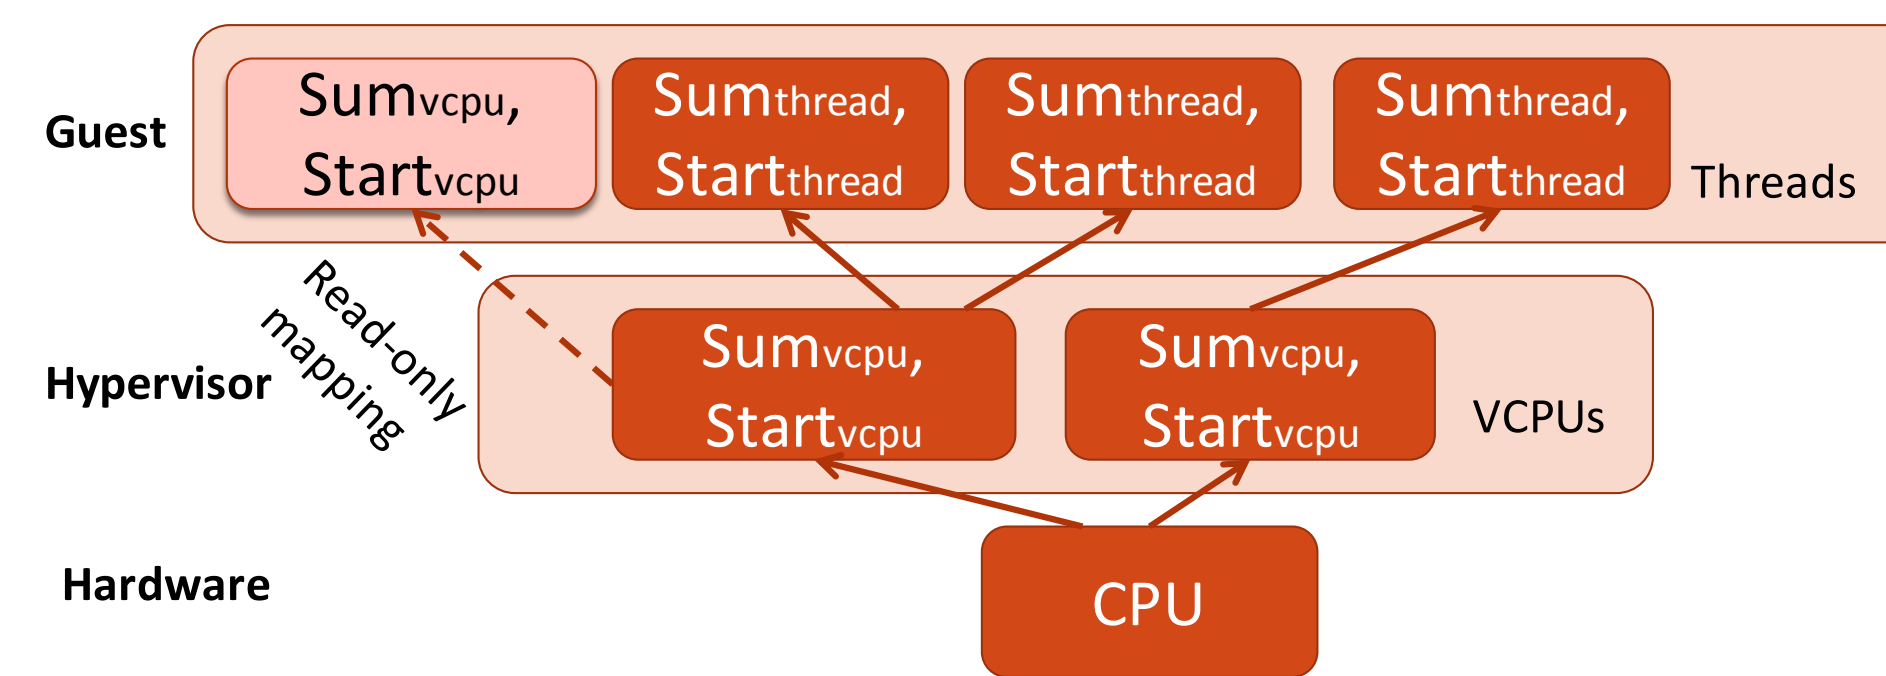 Guest
Sumvcpu,
Startvcpu
Sumthread,
Startthread
Sumthread,
Startthread
Sumthread,
Startthread
Threads
Read-only
mapping
Hypervisor
Sumvcpu,
Startvcpu
Sumvcpu,
Startvcpu
VCPUs
Hardware
CPU